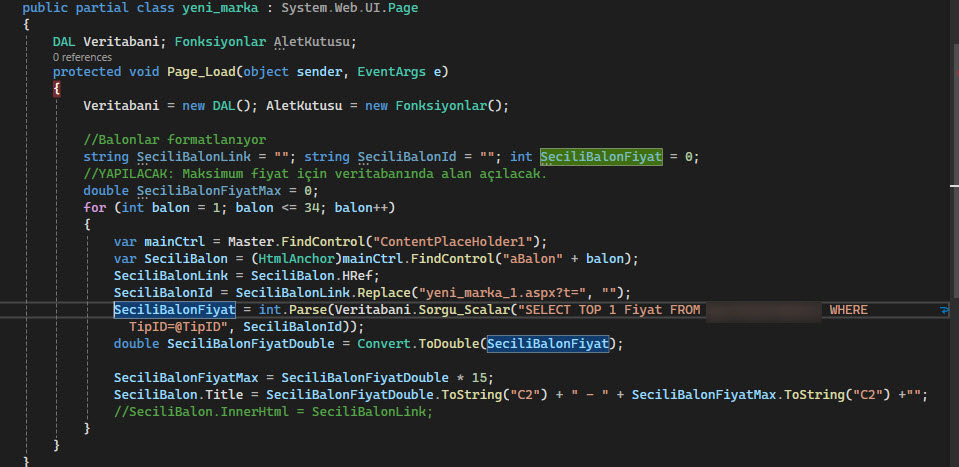 public partial class yeni_marka : System.Web.UI.Page
{
DAL Veritabani; Fonksiyonlar AletKutusu;
0 references
protected void Page_Load(object sender, EventArgs e)
{
Veritabani = new DAL(); AletKutusu = new Fonksiyonlar();
//Balonlar formatlanıyor
string SeciliBalonLink = ""; string SeciliBalonId = ""; int SeciliBalonFiyat = 0;
//YAPILACAK: Maksimum fiyat için veritabanında alan açılacak.
double SeciliBalonFiyatMax = 0;
for (int balon = 1; balon <= 34; balon++)
{
var mainCtrl = Master.FindControl("ContentPlaceHolder1");
var SeciliBalon = (HtmlAnchor)mainCtrl.FindControl("aBalon" + balon);
SeciliBalonLink = SeciliBalon.HRef;
SeciliBalonId = SeciliBalonLink.Replace("yeni_marka_1.aspx?t=", "");
SeciliBalonFiyat = int.Parse(Veritabani.Sorgu_Scalar("SELECT TOP 1 Fiyat FROM WHERE
TipID=@TipID", SeciliBalonId));
double SeciliBalonFiyatDouble = Convert.ToDouble(SeciliBalonFiyat);
SeciliBalonFiyatMax = SeciliBalonFiyatDouble * 15;
SeciliBalon.Title = SeciliBalonFiyatDouble.ToString("C2") + " - " + SeciliBalonFiyatMax.ToString("C2") +"";
//SeciliBalon.InnerHtml = SeciliBalonLink;
}
}
}